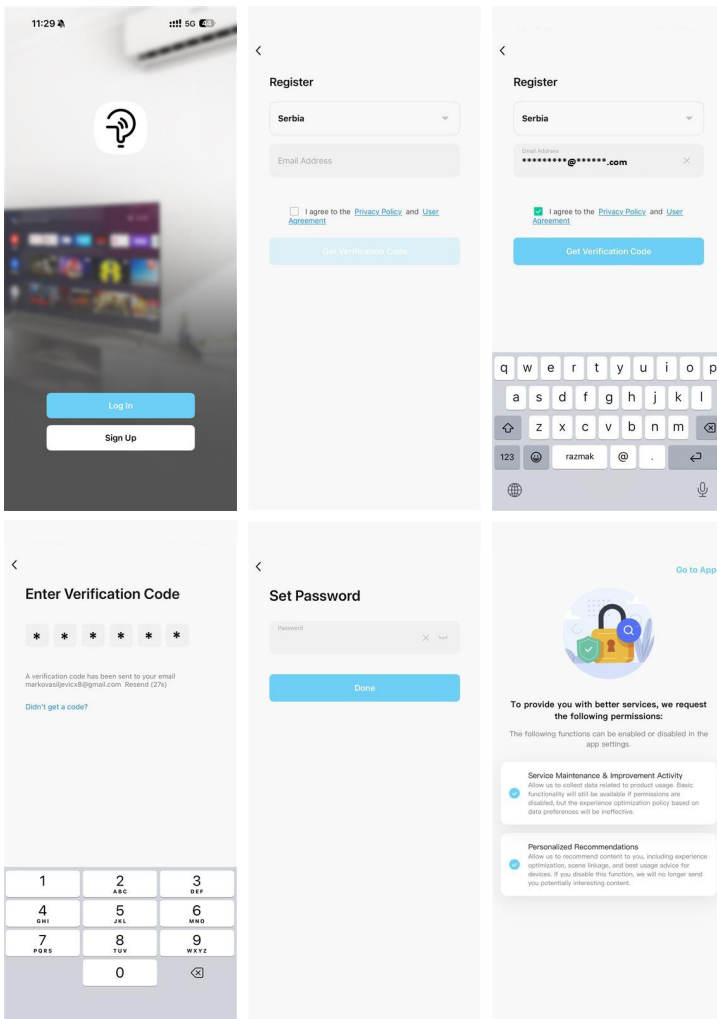 11:29
5G 44
Log In
Sign Up
Register
Serbia
Email Address
I agree to the Privacy Policy and User
Agreement
Get Verification Code
Register
Serbia
Email Address
*********@******.com
I agree to the Privacy Policy and User
Agreement
Get Verification Code
q w e r t y u i o p
a s d f g h j k l
z x c v b n m
123 razmak @ .
Enter Verification Code
* * * * * *
A verification code has been sent to your email
markovasiljevicx8@gmail.com Resend (27s)
Didn't get a code?
1 2 3
ABC DEF
4 5 6
GHI JKL MNO
7 8 9
PQRS TUV WXYZ
0
Set Password
Password
Done
Go to App
To provide you with better services, we request
the following permissions:
The following functions can be enabled or disabled in the
app settings.
Service Maintenance & Improvement Activity
Allow us to collect data related to product usage. Basic
functionality will still be available if permissions are
disabled, but the experience optimization policy based on
data preferences will be ineffective.
Personalized Recommendations
Allow us to recommend content to you, including experience
optimization, scene linkage, and best usage advice for
devices. If you disable this function, we will no longer send
you potentially interesting content.